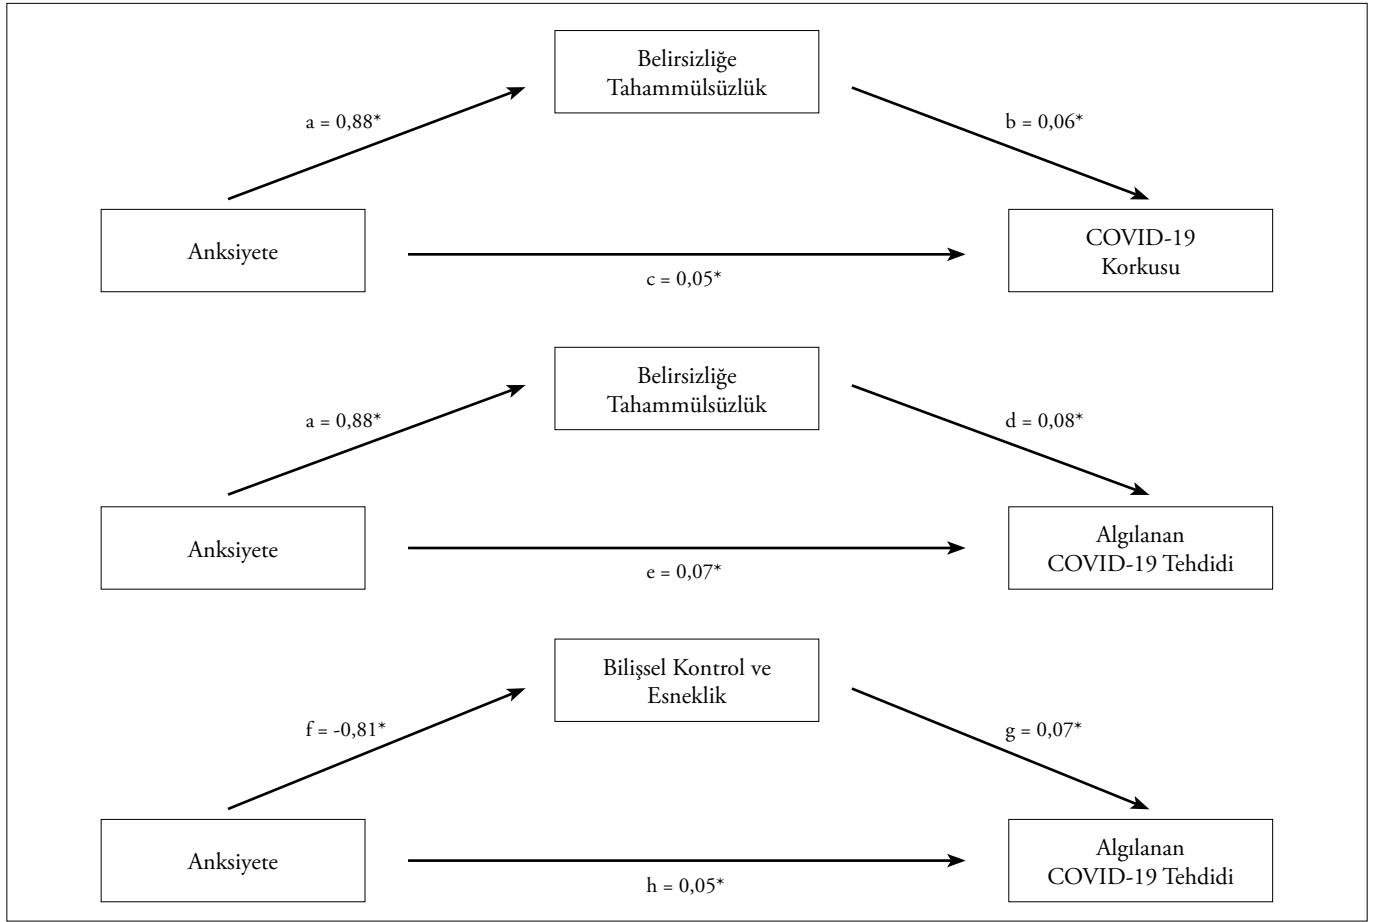 Belirsizliğe
Tahammülsüzlük
a = 0,88*
b = 0,06*
Anksiyete
COVID-19
Korkusu
c = 0,05*
Belirsizliğe
Tahammülsüzlük
a = 0,88*
d = 0,08*
Anksiyete
Algılanan
COVID-19 Tehdidi
e = 0,07*
Bilişsel Kontrol ve
Esneklik
f = -0,81*
g = 0,07*
Anksiyete
Algılanan
COVID-19 Tehdidi
h = 0,05*